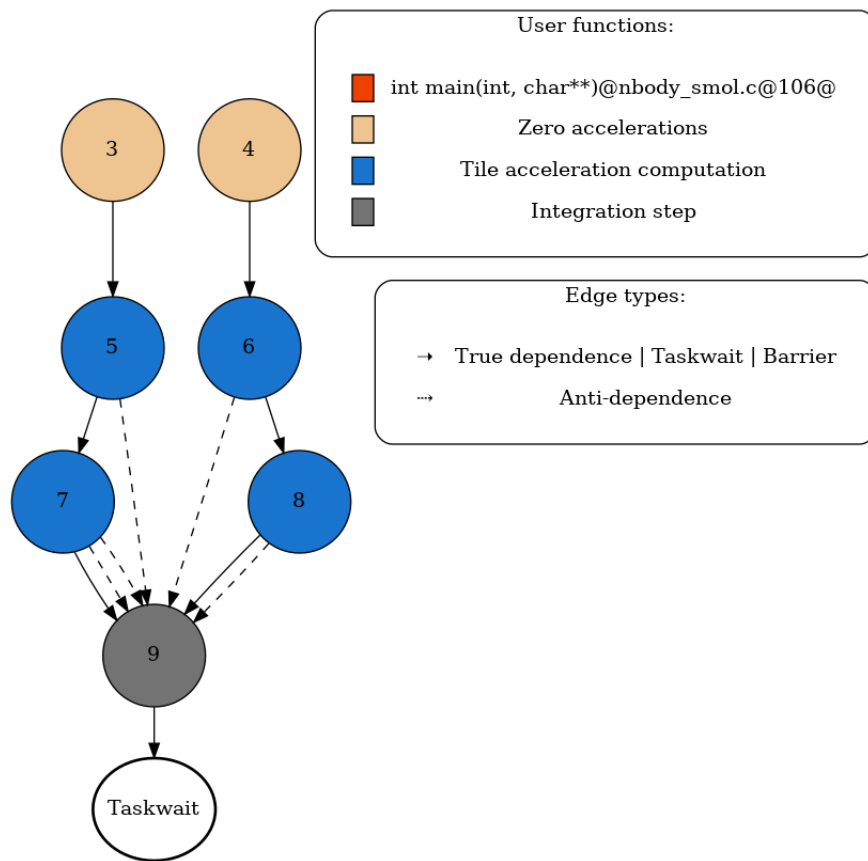 User functions:
int main(int, char**)@nbody_smol.c@106@
Zero accelerations
Tile acceleration computation
Integration step
Edge types:
True dependence | Taskwait | Barrier
Anti-dependence
3
4
5
6
7
8
9
Taskwait